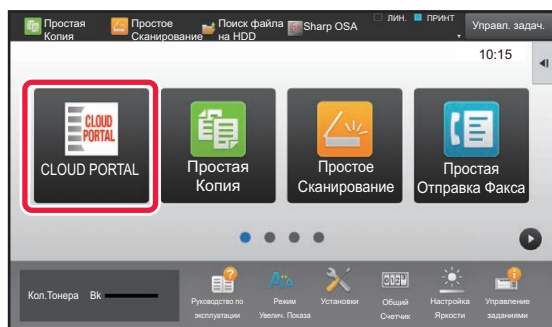 Простая
Копия
Простое
Сканирование
Поиск файла
на HDD
Sharp OSA
ЛИН.
ПРИНТ
Управл. задач.
10:15
CLOUD
PORTAL
CLOUD PORTAL
Простая
Копия
Простое
Сканирование
Простая
Отправка Факса
Кол.Тонера Bk
Руководство по
эксплуатации
Режим
Увелич. Показа
Установки
Общий
Счетчик
Настройка
Яркости
Управление
заданиями